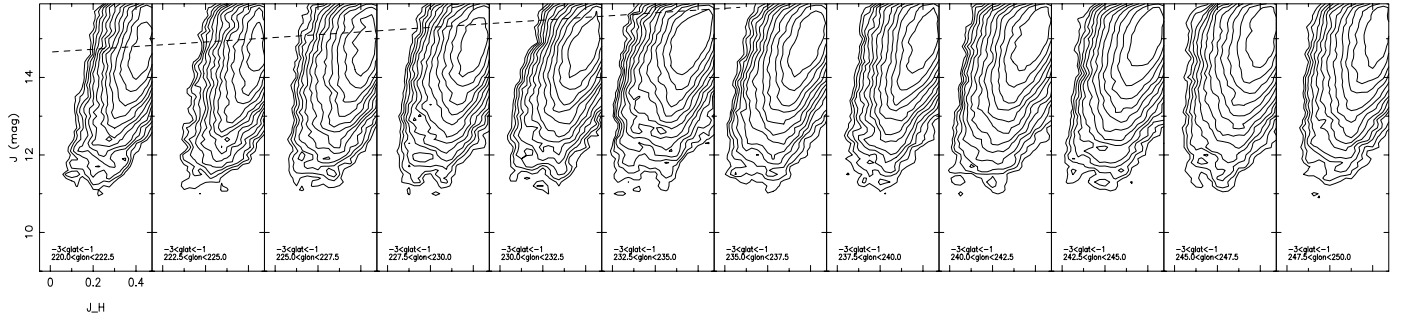 J (mag)
14
12
10
-3<glat<-1
220.0<glon<222.5
-3<glat<-1
222.5<glon<225.0
-3<glat<-1
225.0<glon<227.5
-3<glat<-1
227.5<glon<230.0
-3<glat<-1
230.0<glon<232.5
-3<glat<-1
232.5<glon<235.0
-3<glat<-1
235.0<glon<237.5
-3<glat<-1
237.5<glon<240.0
-3<glat<-1
240.0<glon<242.5
-3<glat<-1
242.5<glon<245.0
-3<glat<-1
245.0<glon<247.5
-3<glat<-1
247.5<glon<250.0
0 0.2 0.4
J_H